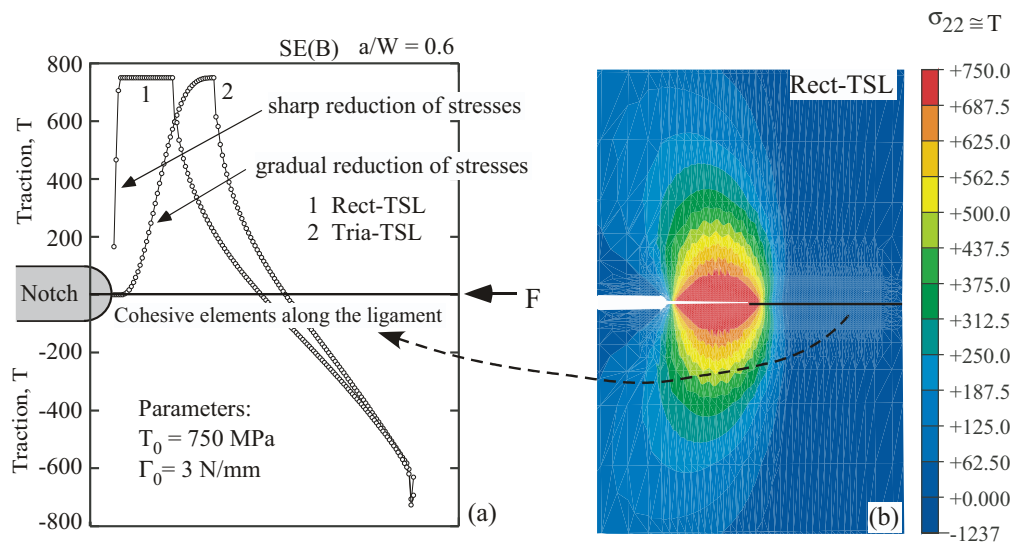 SE(B) a/W = 0.6
800
600
400
200
0
-200
-400
-600
-800
Traction, T
Traction, T
1
2
sharp reduction of stresses
gradual reduction of stresses
1 Rect-TSL
2 Tria-TSL
Notch
F
Cohesive elements along the ligament
Parameters:
T0 = 750 MPa
Γ0 = 3 N/mm
(a)
Rect-TSL
(b)
σ22 ≅ T
+750.0
+687.5
+625.0
+562.5
+500.0
+437.5
+375.0
+312.5
+250.0
+187.5
+125.0
+62.50
+0.000
-1237